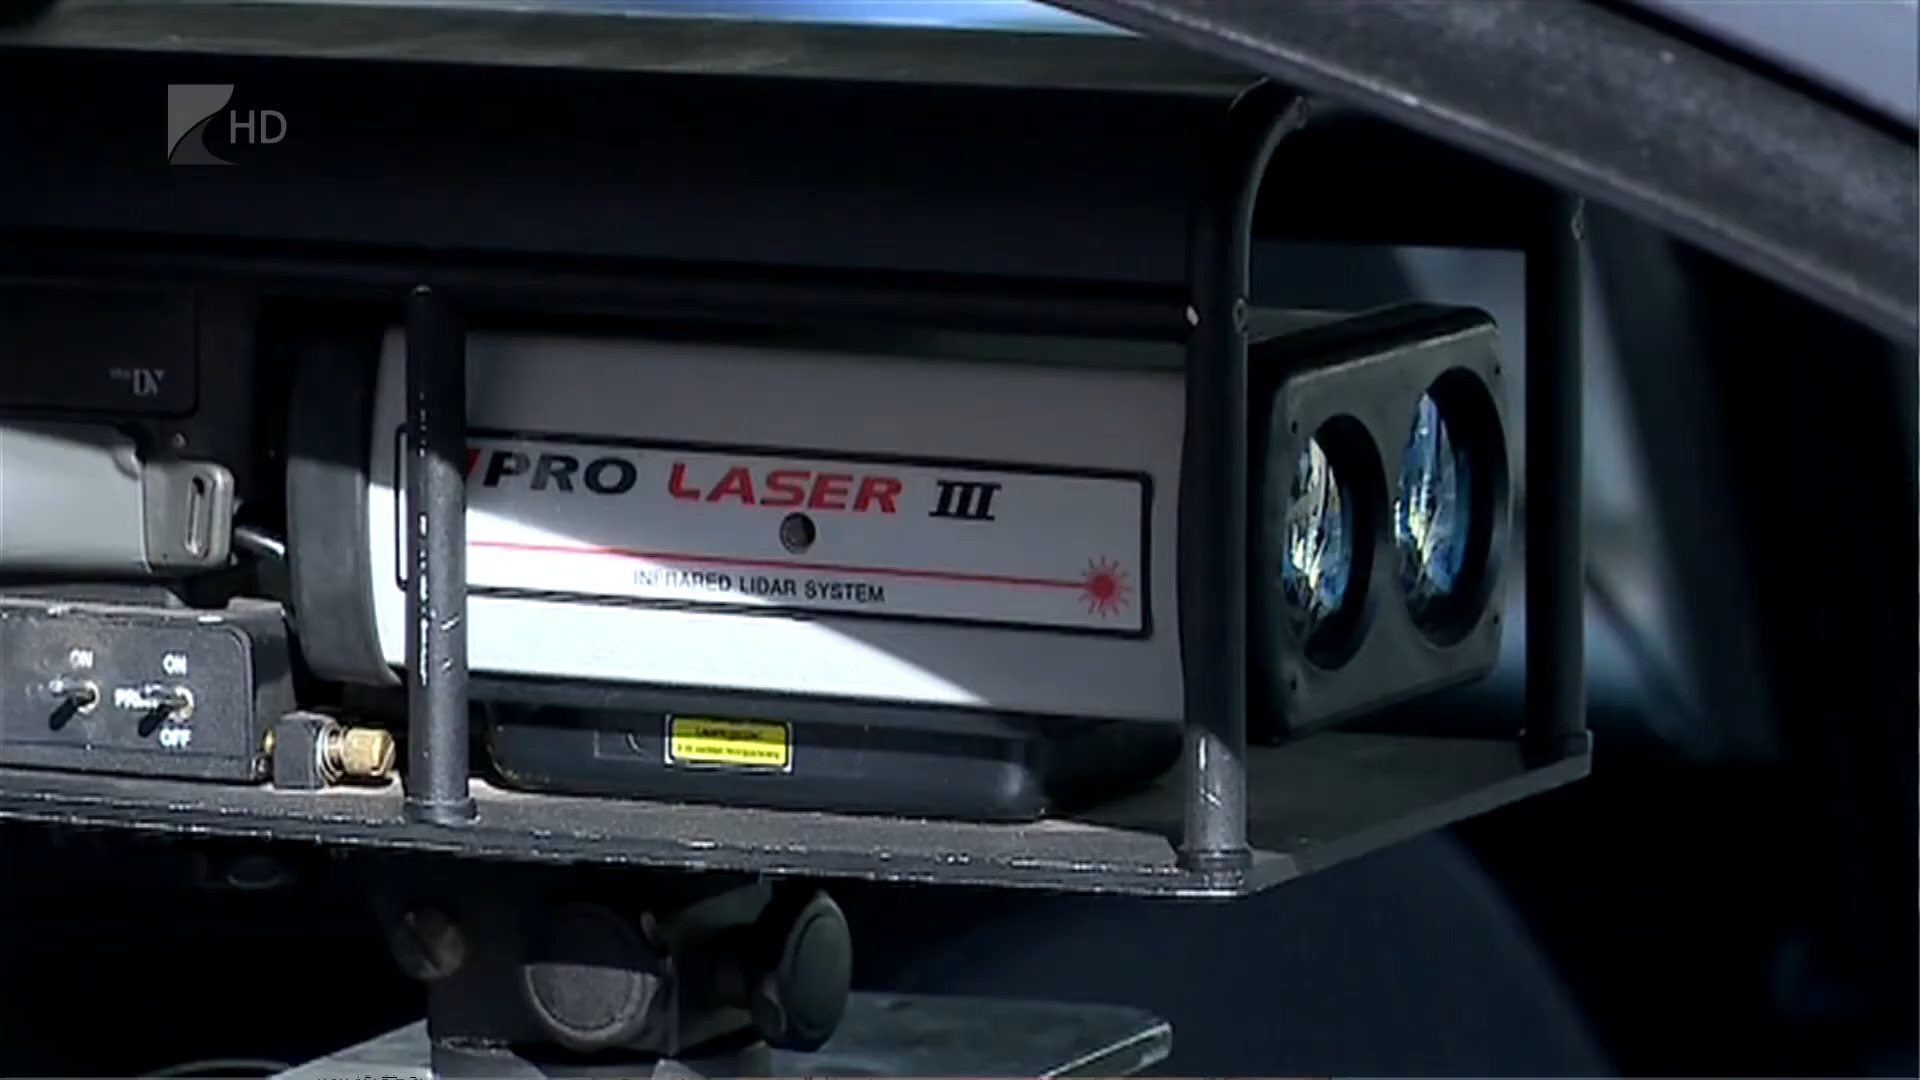 HD
DV
PRO LASER III
INFRARED LIDAR SYSTEM
ON
ON
OFF